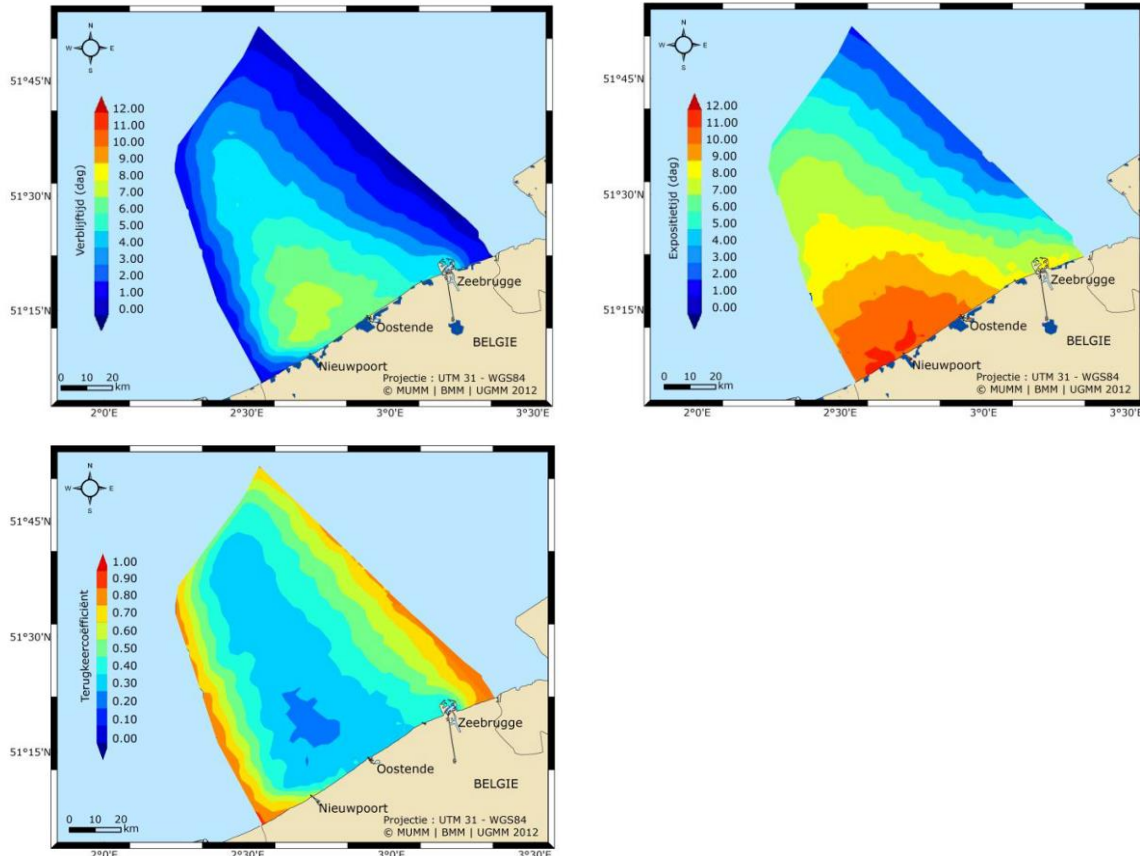 N
W E
S
51°45'N
51°30'N
51°15'N
Verblijftijd (dag)
12.00
11.00
10.00
9.00
8.00
7.00
6.00
5.00
4.00
3.00
2.00
1.00
0.00
Zeebrugge
Oostende
BELGIE
Nieuwpoort
0 10 20
km
Projectie : UTM 31 - WGS84
© MUMM | BMM | UGMM 2012
2°0'E 2°30'E 3°0'E 3°30'E
N
W E
S
51°45'N
51°30'N
51°15'N
Expositietijd (dag)
12.00
11.00
10.00
9.00
8.00
7.00
6.00
5.00
4.00
3.00
2.00
1.00
0.00
Zeebrugge
Oostende
BELGIE
Nieuwpoort
0 10 20
km
Projectie : UTM 31 - WGS84
© MUMM | BMM | UGMM 2012
2°0'E 2°30'E 3°0'E 3°30'E
N
W E
S
51°45'N
51°30'N
51°15'N
Terugkeercoëfficiënt
1.00
0.90
0.80
0.70
0.60
0.50
0.40
0.30
0.20
0.10
0.00
Zeebrugge
Oostende
BELGIE
Nieuwpoort
0 10 20
km
Projectie : UTM 31 - WGS84
© MUMM | BMM | UGMM 2012
2°0'E 2°30'E 3°0'E 3°30'E